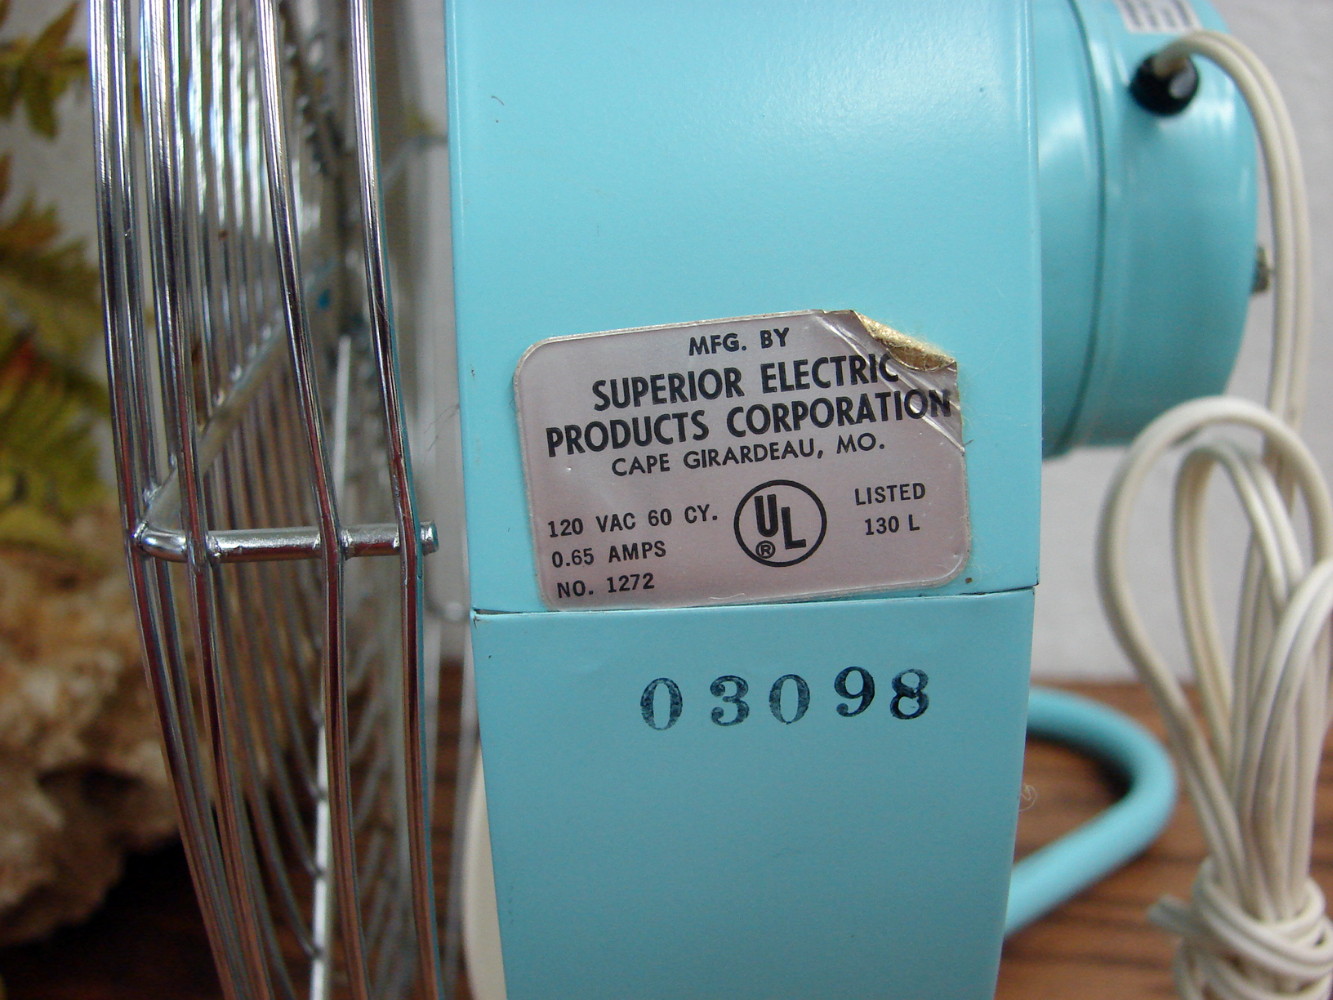 MFG. BY
SUPERIOR ELECTRIC
PRODUCTS CORPORATION
CAPE GIRARDEAU, MO.
120 VAC 60 CY.
0.65 AMPS
NO. 1272
UL
®
LISTED
130 L
03098